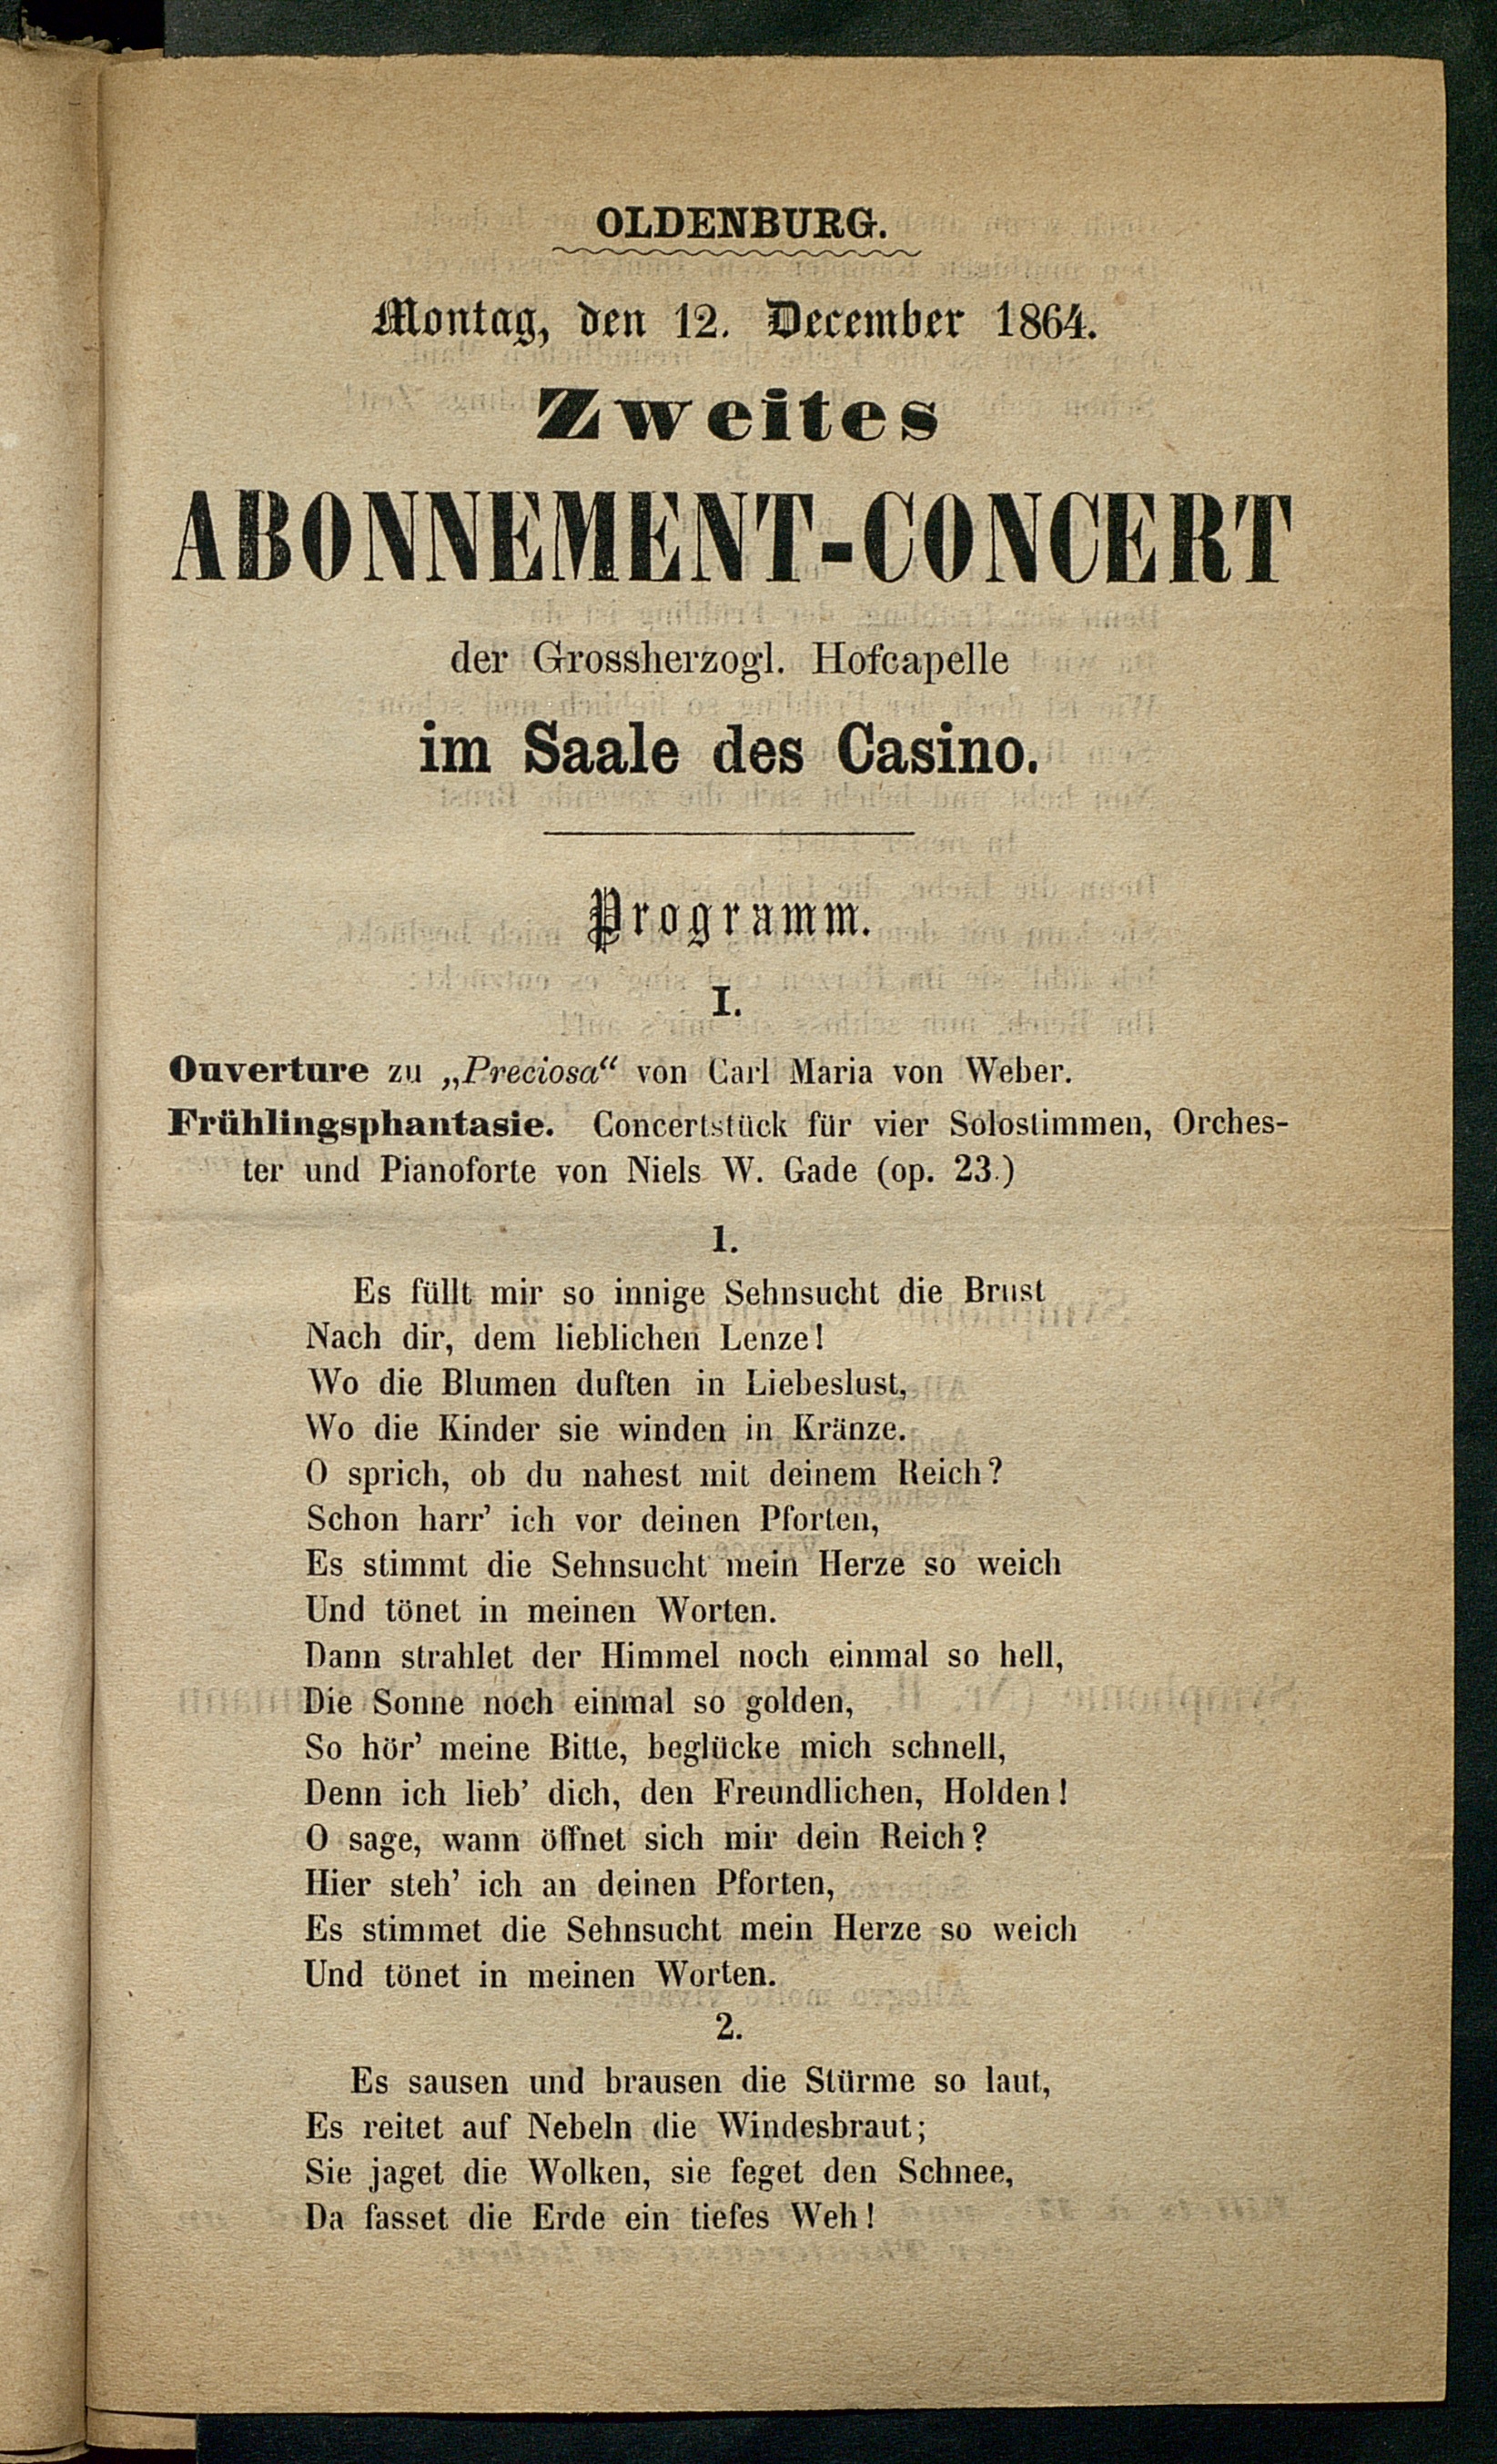 OLDENBURG.
Montag, den 12. December 1864.
Zweites
ABONNEMENT-CONCERT
der Grossherzogl. Hofcapelle
im Saale des Casino.
Programm.
I.
Ouverture zu „Preciosa“ von Carl Maria von Weber.
Frühlingsphantasie. Concertstück für vier Solostimmen, Orches-
ter und Pianoforte von Niels W. Gade (op. 23.)
1.
Es füllt mir so innige Sehnsucht die Brust
Nach dir, dem lieblichen Lenze!
Wo die Blumen duften in Liebeslust,
Wo die Kinder sie winden in Kränze.
O sprich, ob du nahest mit deinem Reich?
Schon harr’ ich vor deinen Pforten,
Es stimmt die Sehnsucht mein Herze so weich
Und tönet in meinen Worten.
Dann strahlet der Himmel noch einmal so hell,
Die Sonne noch einmal so golden,
So hör’ meine Bitte, beglücke mich schnell,
Denn ich lieb’ dich, den Freundlichen, Holden!
O sage, wann öffnet sich mir dein Reich?
Hier steh’ ich an deinen Pforten,
Es stimmet die Sehnsucht mein Herze so weich
Und tönet in meinen Worten.
2.
Es sausen und brausen die Stürme so laut,
Es reitet auf Nebeln die Windesbraut;
Sie jaget die Wolken, sie feget den Schnee,
Da fasset die Erde ein tiefes Weh!